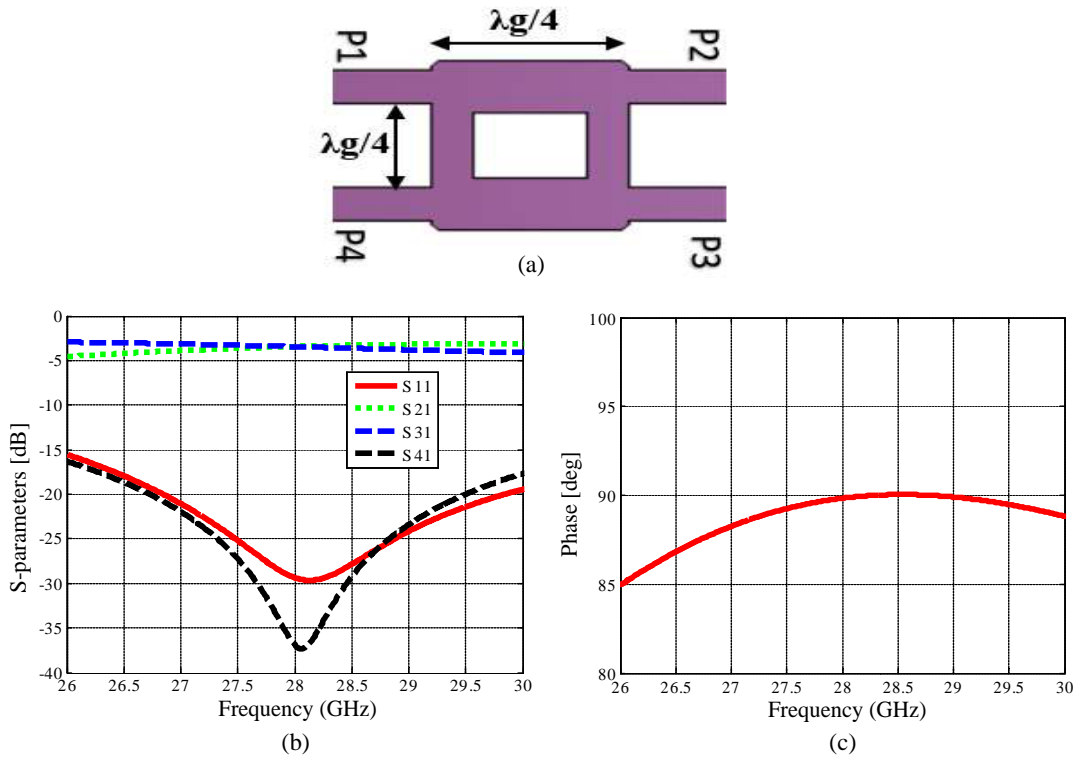 λg/4
P1
P2
λg/4
P4
P3
(a)
0
-5
-10
-15
-20
-25
-30
-35
-40
S-parameters [dB]
S11
S21
S31
S41
26 26.5 27 27.5 28 28.5 29 29.5 30
Frequency (GHz)
(b)
100
95
90
85
80
Phase [deg]
26 26.5 27 27.5 28 28.5 29 29.5 30
Frequency (GHz)
(c)